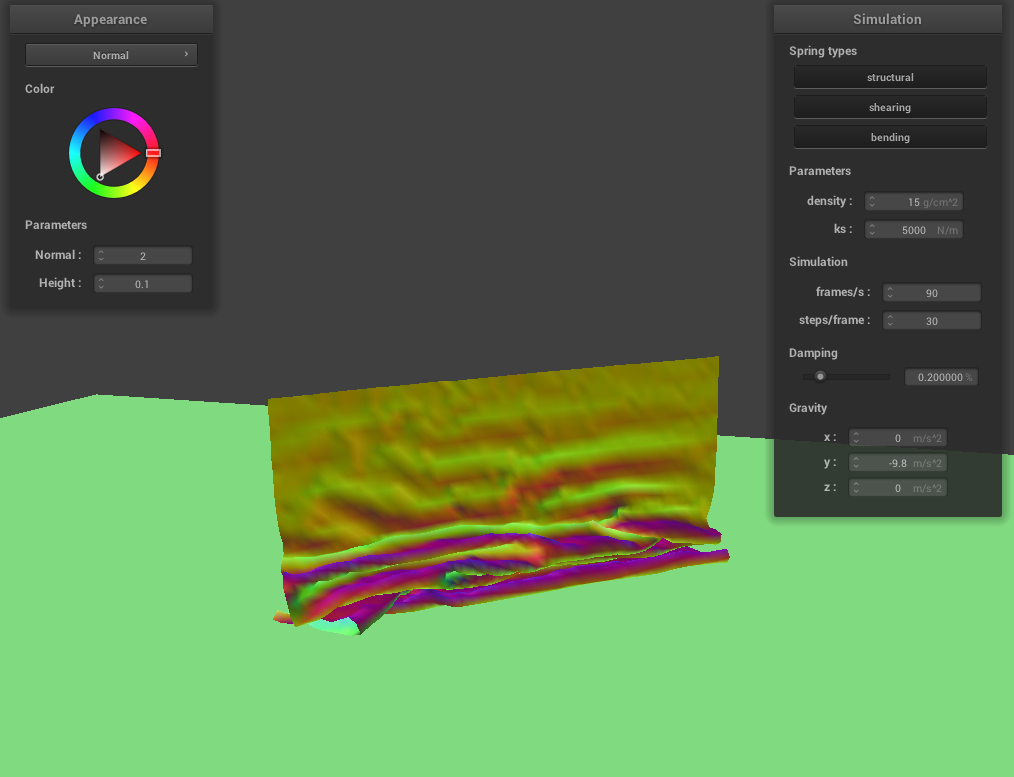 Appearance
Normal
Color
Parameters
Normal : 2
Height : 0.1
Simulation
Spring types
structural
shearing
bending
Parameters
density : 15 g/cm^2
ks : 5000 N/m
Simulation
frames/s : 90
steps/frame : 30
Damping
0.200000 %
Gravity
x : 0 m/s^2
y : -9.8 m/s^2
z : 0 m/s^2